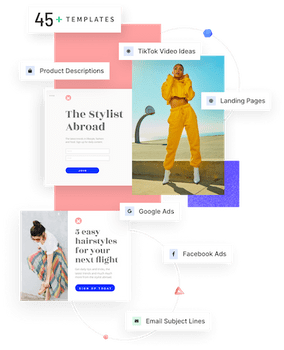 45+ TEMPLATES
TikTok Video Ideas
Product Descriptions
Landing Pages
The Stylist
Abroad
Google Ads
5 easy
hairstyles
for your
next flight
Facebook Ads
SIGN UP TODAY
Email Subject Lines